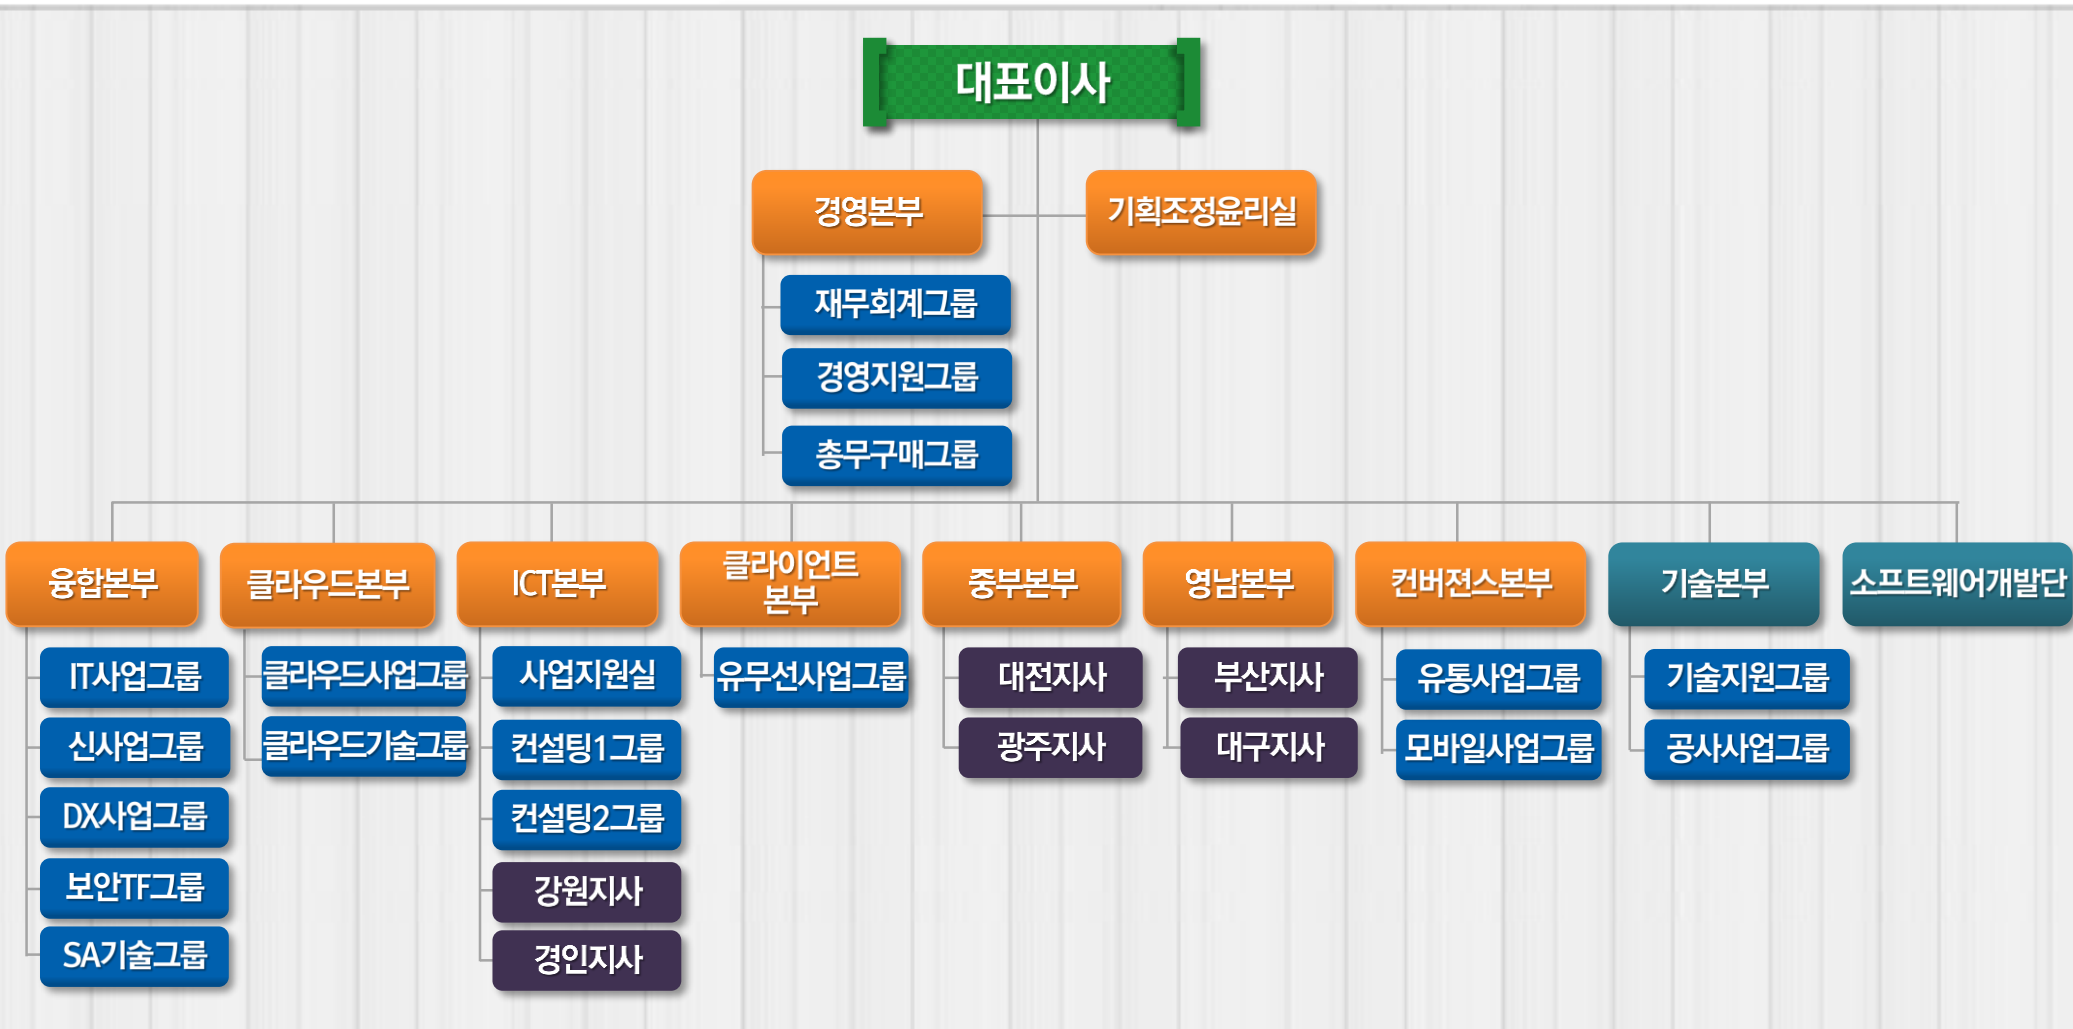 대표이사
경영본부
기획조정윤리실
재무회계그룹
경영지원그룹
총무구매그룹
융합본부
클라우드본부
ICT본부
클라이언트
본부
중부본부
영남본부
컨버젼스본부
기술본부
소프트웨어개발단
IT사업그룹
신사업그룹
DX사업그룹
보안TF그룹
SA기술그룹
클라우드사업그룹
클라우드기술그룹
사업지원실
컨설팅1그룹
컨설팅2그룹
강원지사
경인지사
유무선사업그룹
대전지사
광주지사
부산지사
대구지사
유통사업그룹
모바일사업그룹
기술지원그룹
공사사업그룹